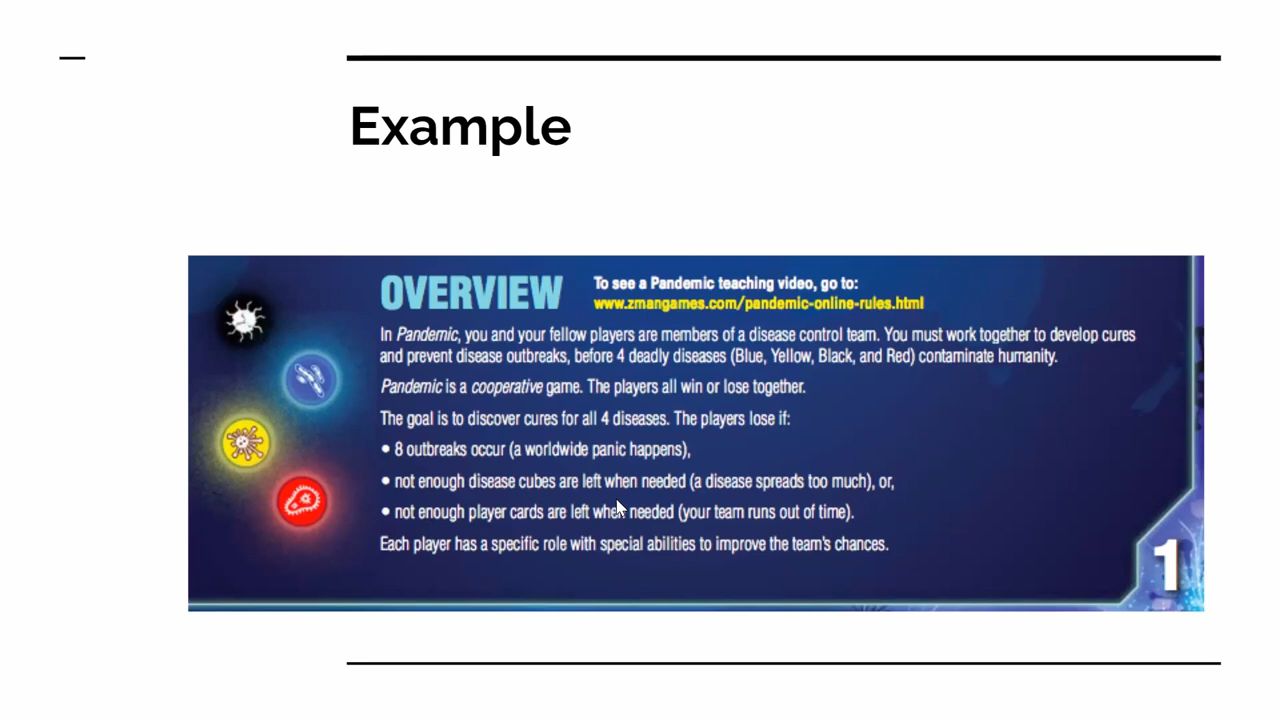 Example
OVERVIEW
To see a Pandemic teaching video, go to:
www.zmangames.com/pandemic-online-rules.html
In Pandemic, you and your fellow players are members of a disease control team. You must work together to develop cures
and prevent disease outbreaks, before 4 deadly diseases (Blue, Yellow, Black, and Red) contaminate humanity.
Pandemic is a cooperative game. The players all win or lose together.
The goal is to discover cures for all 4 diseases. The players lose if:
• 8 outbreaks occur (a worldwide panic happens),
• not enough disease cubes are left when needed (a disease spreads too much), or,
• not enough player cards are left when needed (your team runs out of time).
Each player has a specific role with special abilities to improve the team's chances.
1